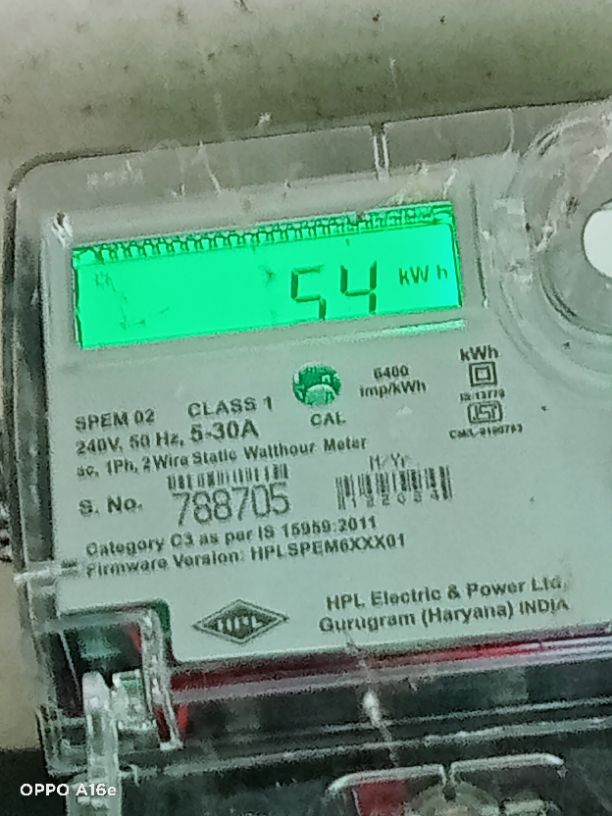 54 kWh
SPEM 02 CLASS 1
CAL
6400
imp/kWh
kWh
240V, 50 Hz, 5-30A
ac, 1Ph, 2 Wire Static Watthour Meter
S. No. 788705
M/Yr.
Category C3 as per IS 15959:2011
Firmware Version: HPLSPEM6XXX01
HPL
HPL Electric & Power Ltd.
Gurugram (Haryana) INDIA
OPPO A16e